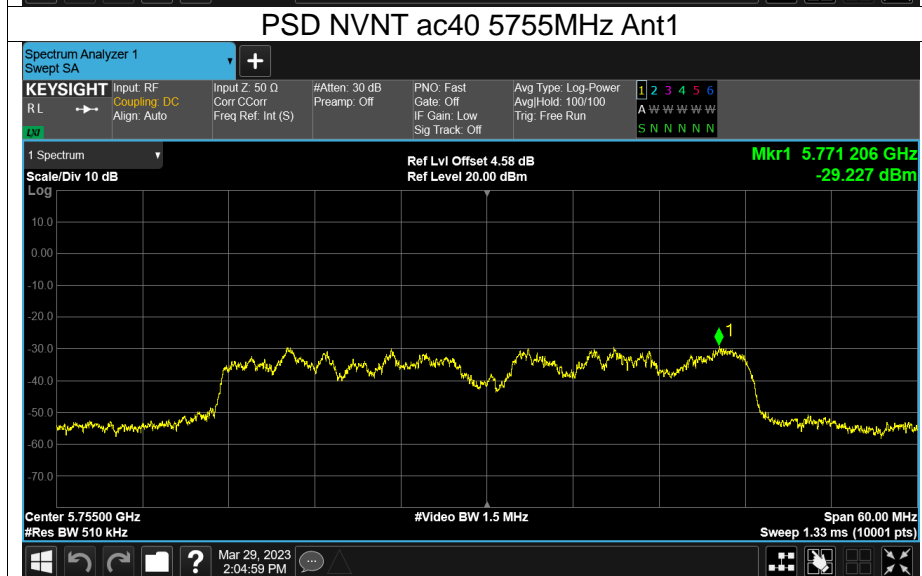 PSD NVNT ac40 5755MHz Ant1
Spectrum Analyzer 1
Swept SA
+
KEYSIGHT Input: RF Input Z: 50 Ω #Atten: 30 dB PNO: Fast Avg Type: Log-Power 1 2 3 4 5 6
RL Coupling: DC Corr CCorr Preamp: Off Gate: Off Avg|Hold: 100/100 A W W W W W
Align: Auto Freq Ref: Int (S) IF Gain: Low Trig: Free Run
LXI Sig Track: Off S N N N N N
1 Spectrum Ref Lvl Offset 4.58 dB Mkr1 5.771 206 GHz
Scale/Div 10 dB Ref Level 20.00 dBm -29.227 dBm
Log
10.0
0.00
-10.0
-20.0
-30.0
1
-40.0
-50.0
-60.0
-70.0
Center 5.75500 GHz #Video BW 1.5 MHz Span 60.00 MHz
#Res BW 510 kHz Sweep 1.33 ms (10001 pts)
? Mar 29, 2023
2:04:59 PM